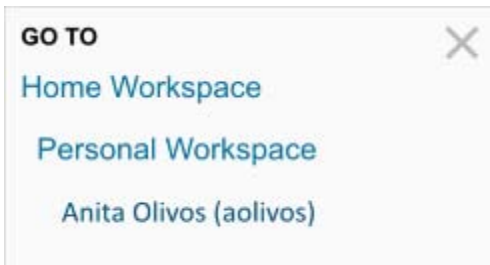 GO TO
Home Workspace
Personal Workspace
Anita Olivos (aolivos)